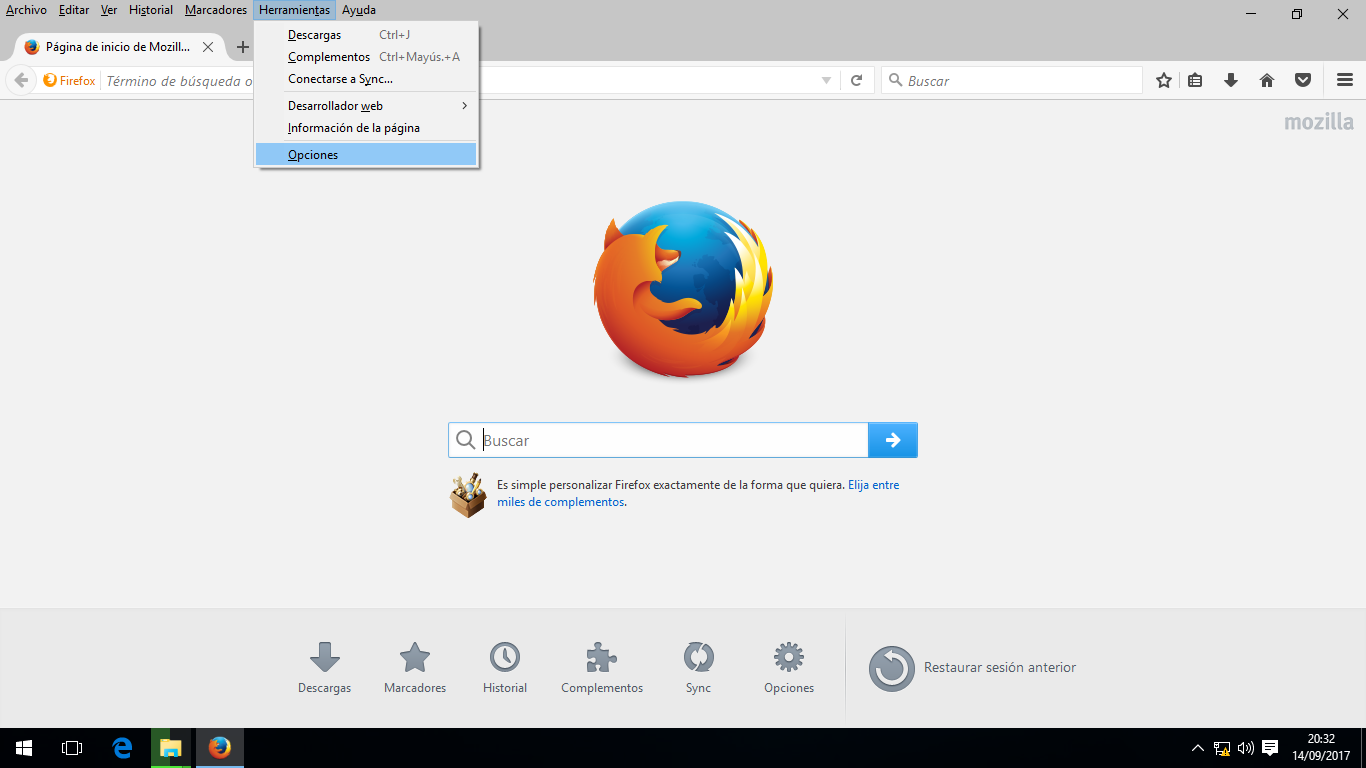 Archivo Editar Ver Historial Marcadores Herramientas Ayuda
Página de inicio de Mozill...
Descargas Ctrl+J
Complementos Ctrl+Mayús.+A
Conectarse a Sync...
Desarrollador web
Información de la página
Opciones
Firefox Término de búsqueda o
Buscar
mozilla
Buscar
Es simple personalizar Firefox exactamente de la forma que quiera. Elija entre
miles de complementos.
Descargas Marcadores Historial Complementos Sync Opciones
Restaurar sesión anterior
20:32
14/09/2017